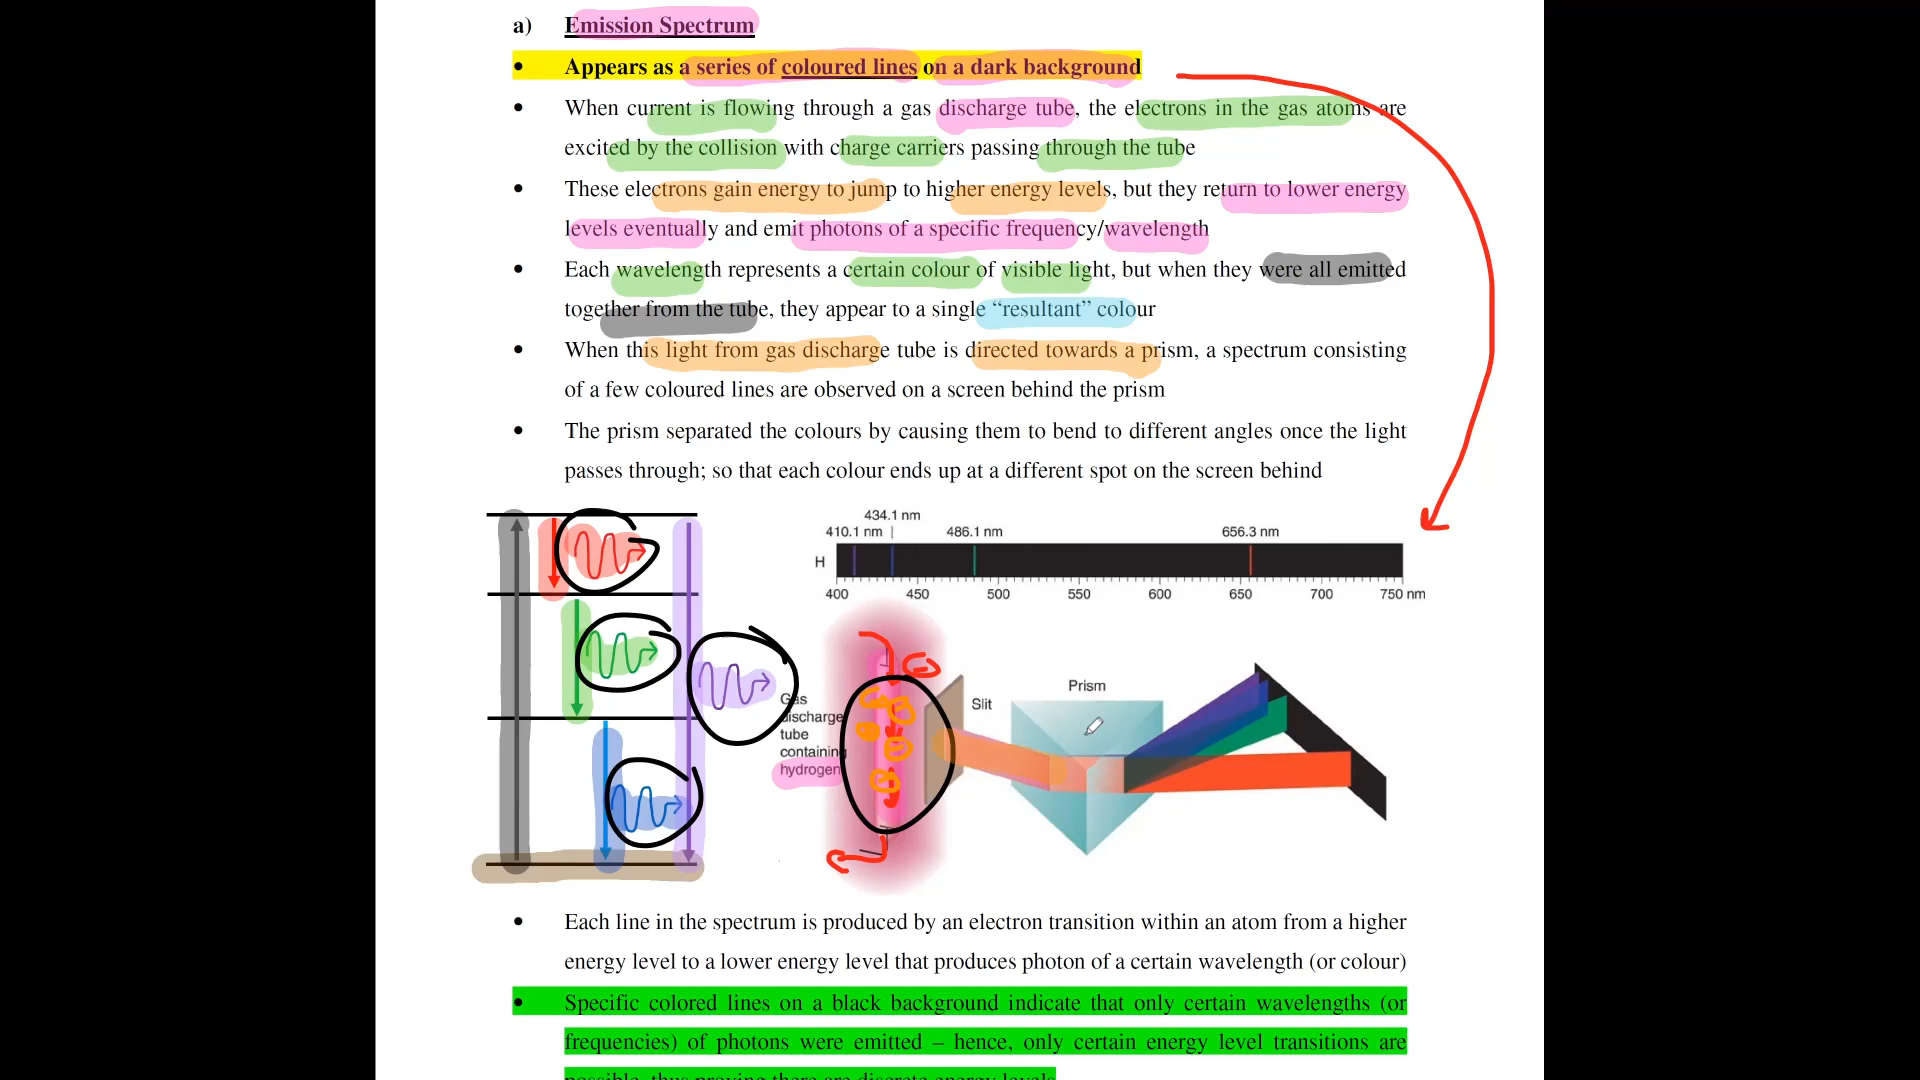 a) Emission Spectrum
• Appears as a series of coloured lines on a dark background
• When current is flowing through a gas discharge tube, the electrons in the gas atoms are
excited by the collision with charge carriers passing through the tube
• These electrons gain energy to jump to higher energy levels, but they return to lower energy
levels eventually and emit photons of a specific frequency/wavelength
• Each wavelength represents a certain colour of visible light, but when they were all emitted
together from the tube, they appear to a single “resultant” colour
• When this light from gas discharge tube is directed towards a prism, a spectrum consisting
of a few coloured lines are observed on a screen behind the prism
• The prism separated the colours by causing them to bend to different angles once the light
passes through; so that each colour ends up at a different spot on the screen behind
434.1 nm
410.1 nm | 486.1 nm 656.3 nm
H
400 450 500 550 600 650 700 750 nm
Prism
Slit
Gas
discharge
tube
containing
hydrogen
• Each line in the spectrum is produced by an electron transition within an atom from a higher
energy level to a lower energy level that produces photon of a certain wavelength (or colour)
• Specific colored lines on a black background indicate that only certain wavelengths (or
frequencies) of photons were emitted – hence, only certain energy level transitions are
possible, thus proving there are discrete energy levels